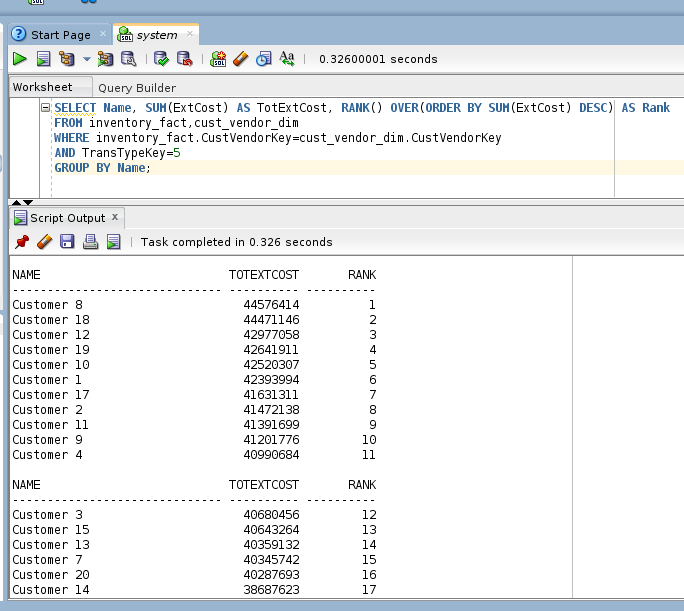 Start Page
system
0.32600001 seconds
Worksheet Query Builder
SELECT Name, SUM(ExtCost) AS TotExtCost, RANK() OVER(ORDER BY SUM(ExtCost) DESC) AS Rank
FROM inventory_fact,cust_vendor_dim
WHERE inventory_fact.CustVendorKey=cust_vendor_dim.CustVendorKey
AND TransTypeKey=5
GROUP BY Name;
Script Output x
Task completed in 0.326 seconds
NAME TOTEXTCOST RANK
------------------------------ ---------- ----------
Customer 8 44576414 1
Customer 18 44471146 2
Customer 12 42977058 3
Customer 19 42641911 4
Customer 10 42520307 5
Customer 1 42393994 6
Customer 17 41631311 7
Customer 2 41472138 8
Customer 11 41391699 9
Customer 9 41201776 10
Customer 4 40990684 11
NAME TOTEXTCOST RANK
------------------------------ ---------- ----------
Customer 3 40680456 12
Customer 15 40643264 13
Customer 13 40359132 14
Customer 7 40345742 15
Customer 20 40287693 16
Customer 14 38687623 17